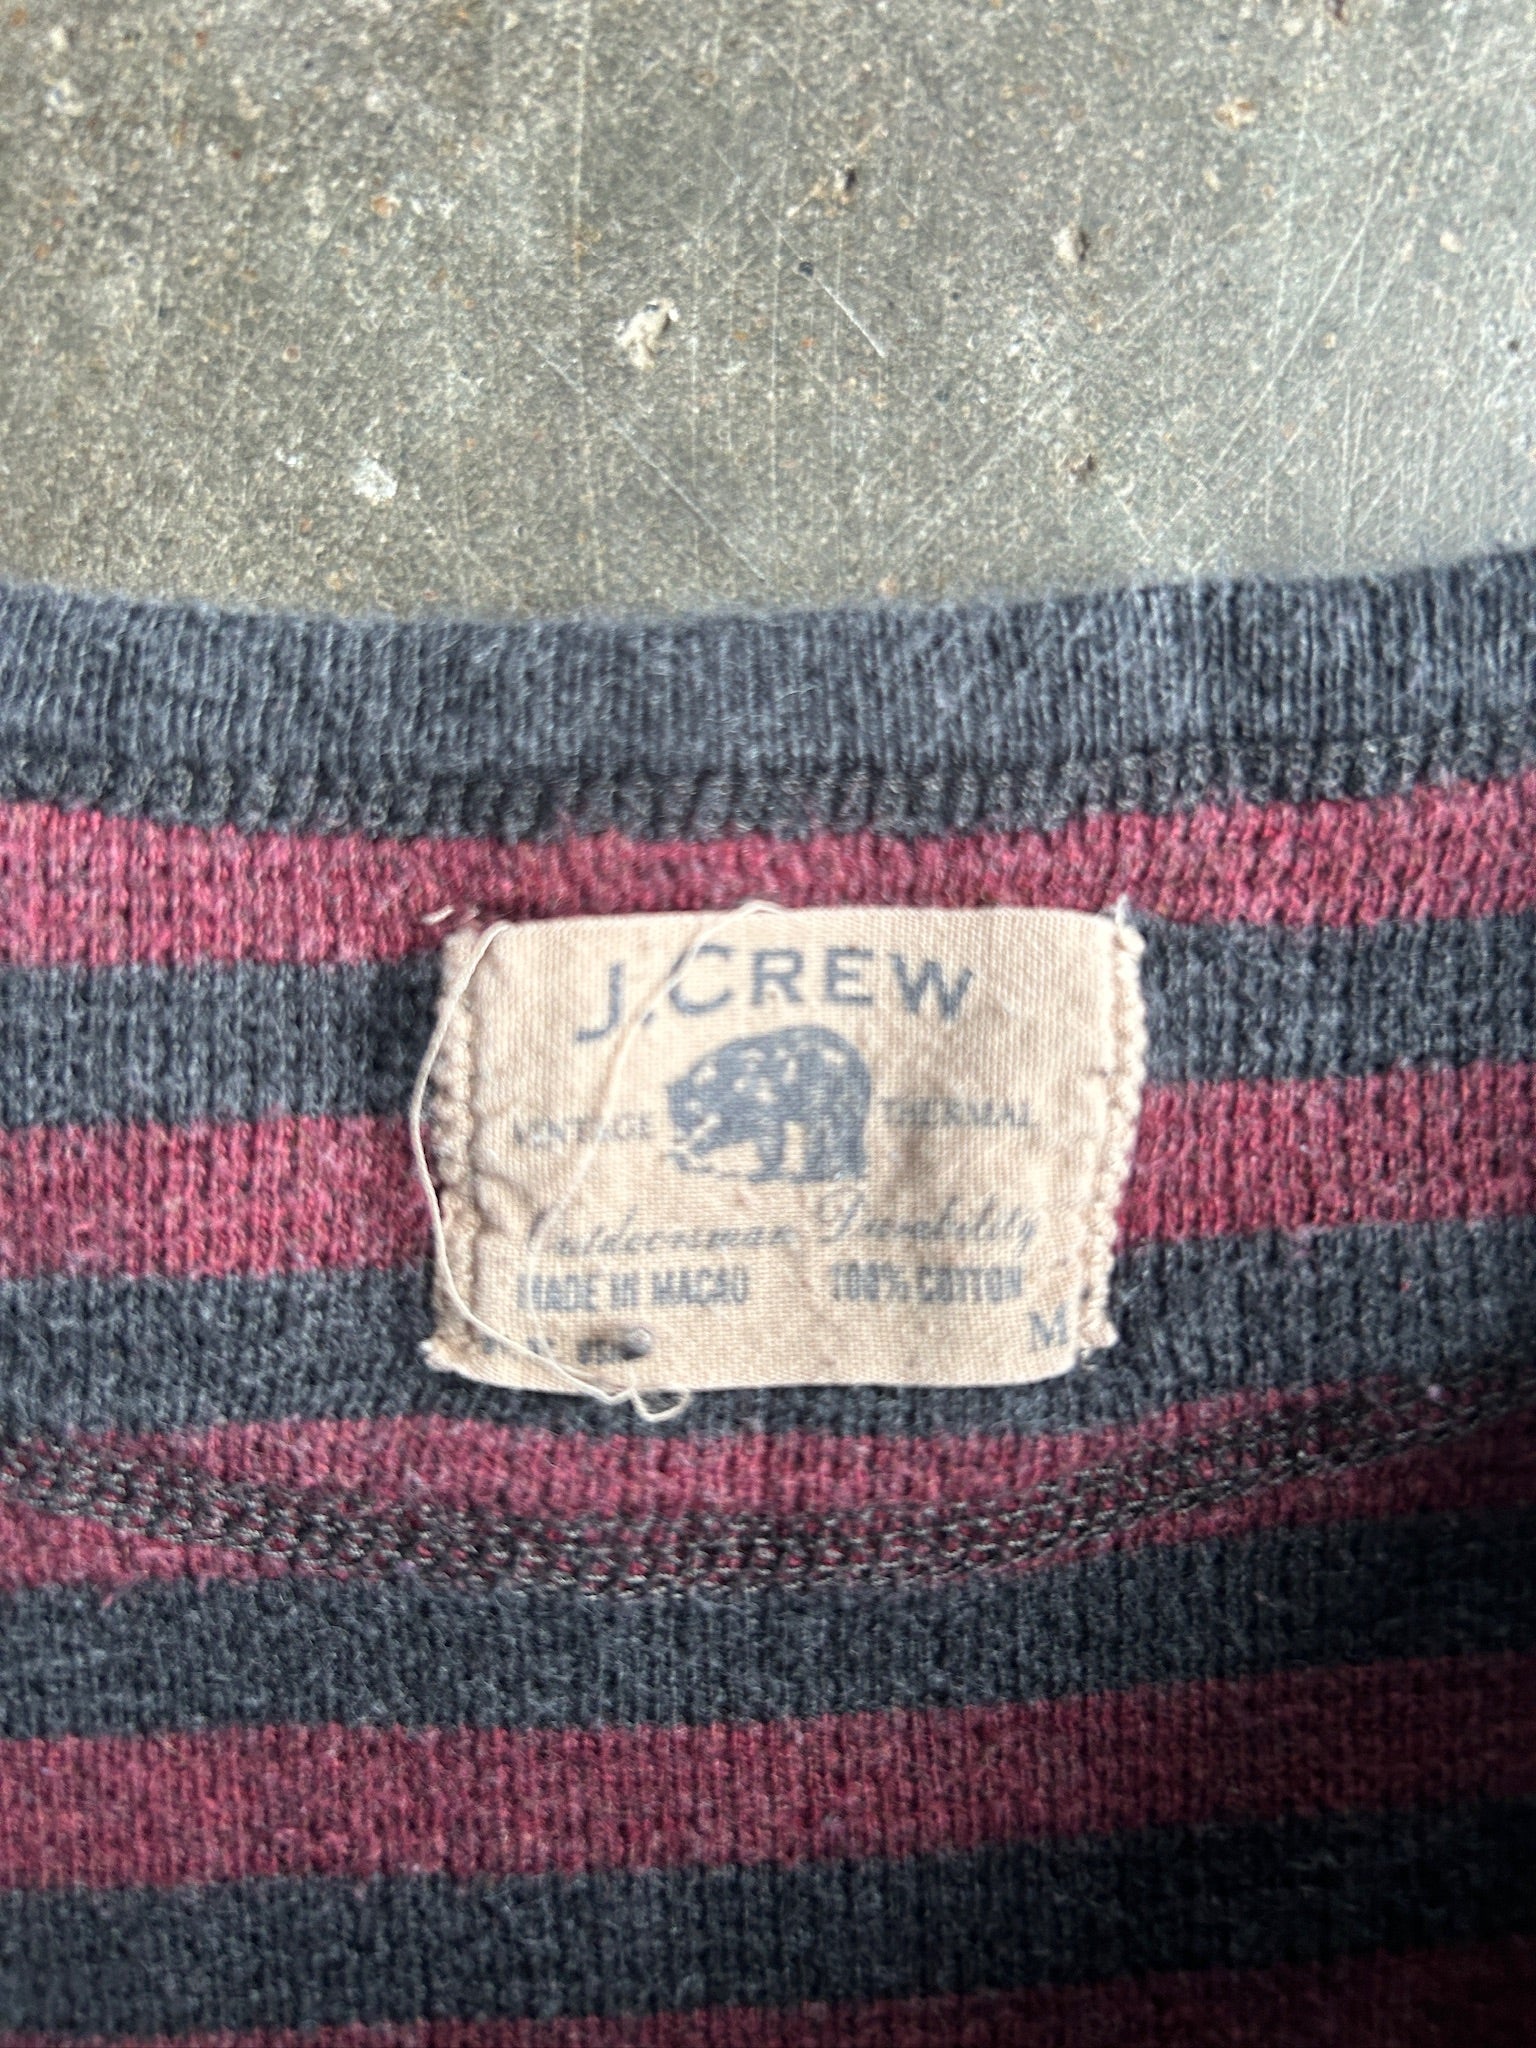 J.CREW
VINTAGE THERMAL
Outdoorsman Durability
MADE IN MACAU 100% COTTON
M